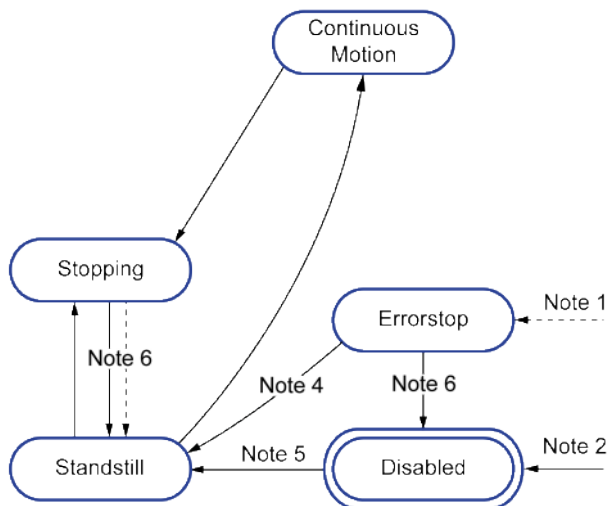 Continuous
Motion
Stopping
Errorstop
Note 1
Note 6
Note 4
Note 6
Standstill
Note 5
Disabled
Note 2